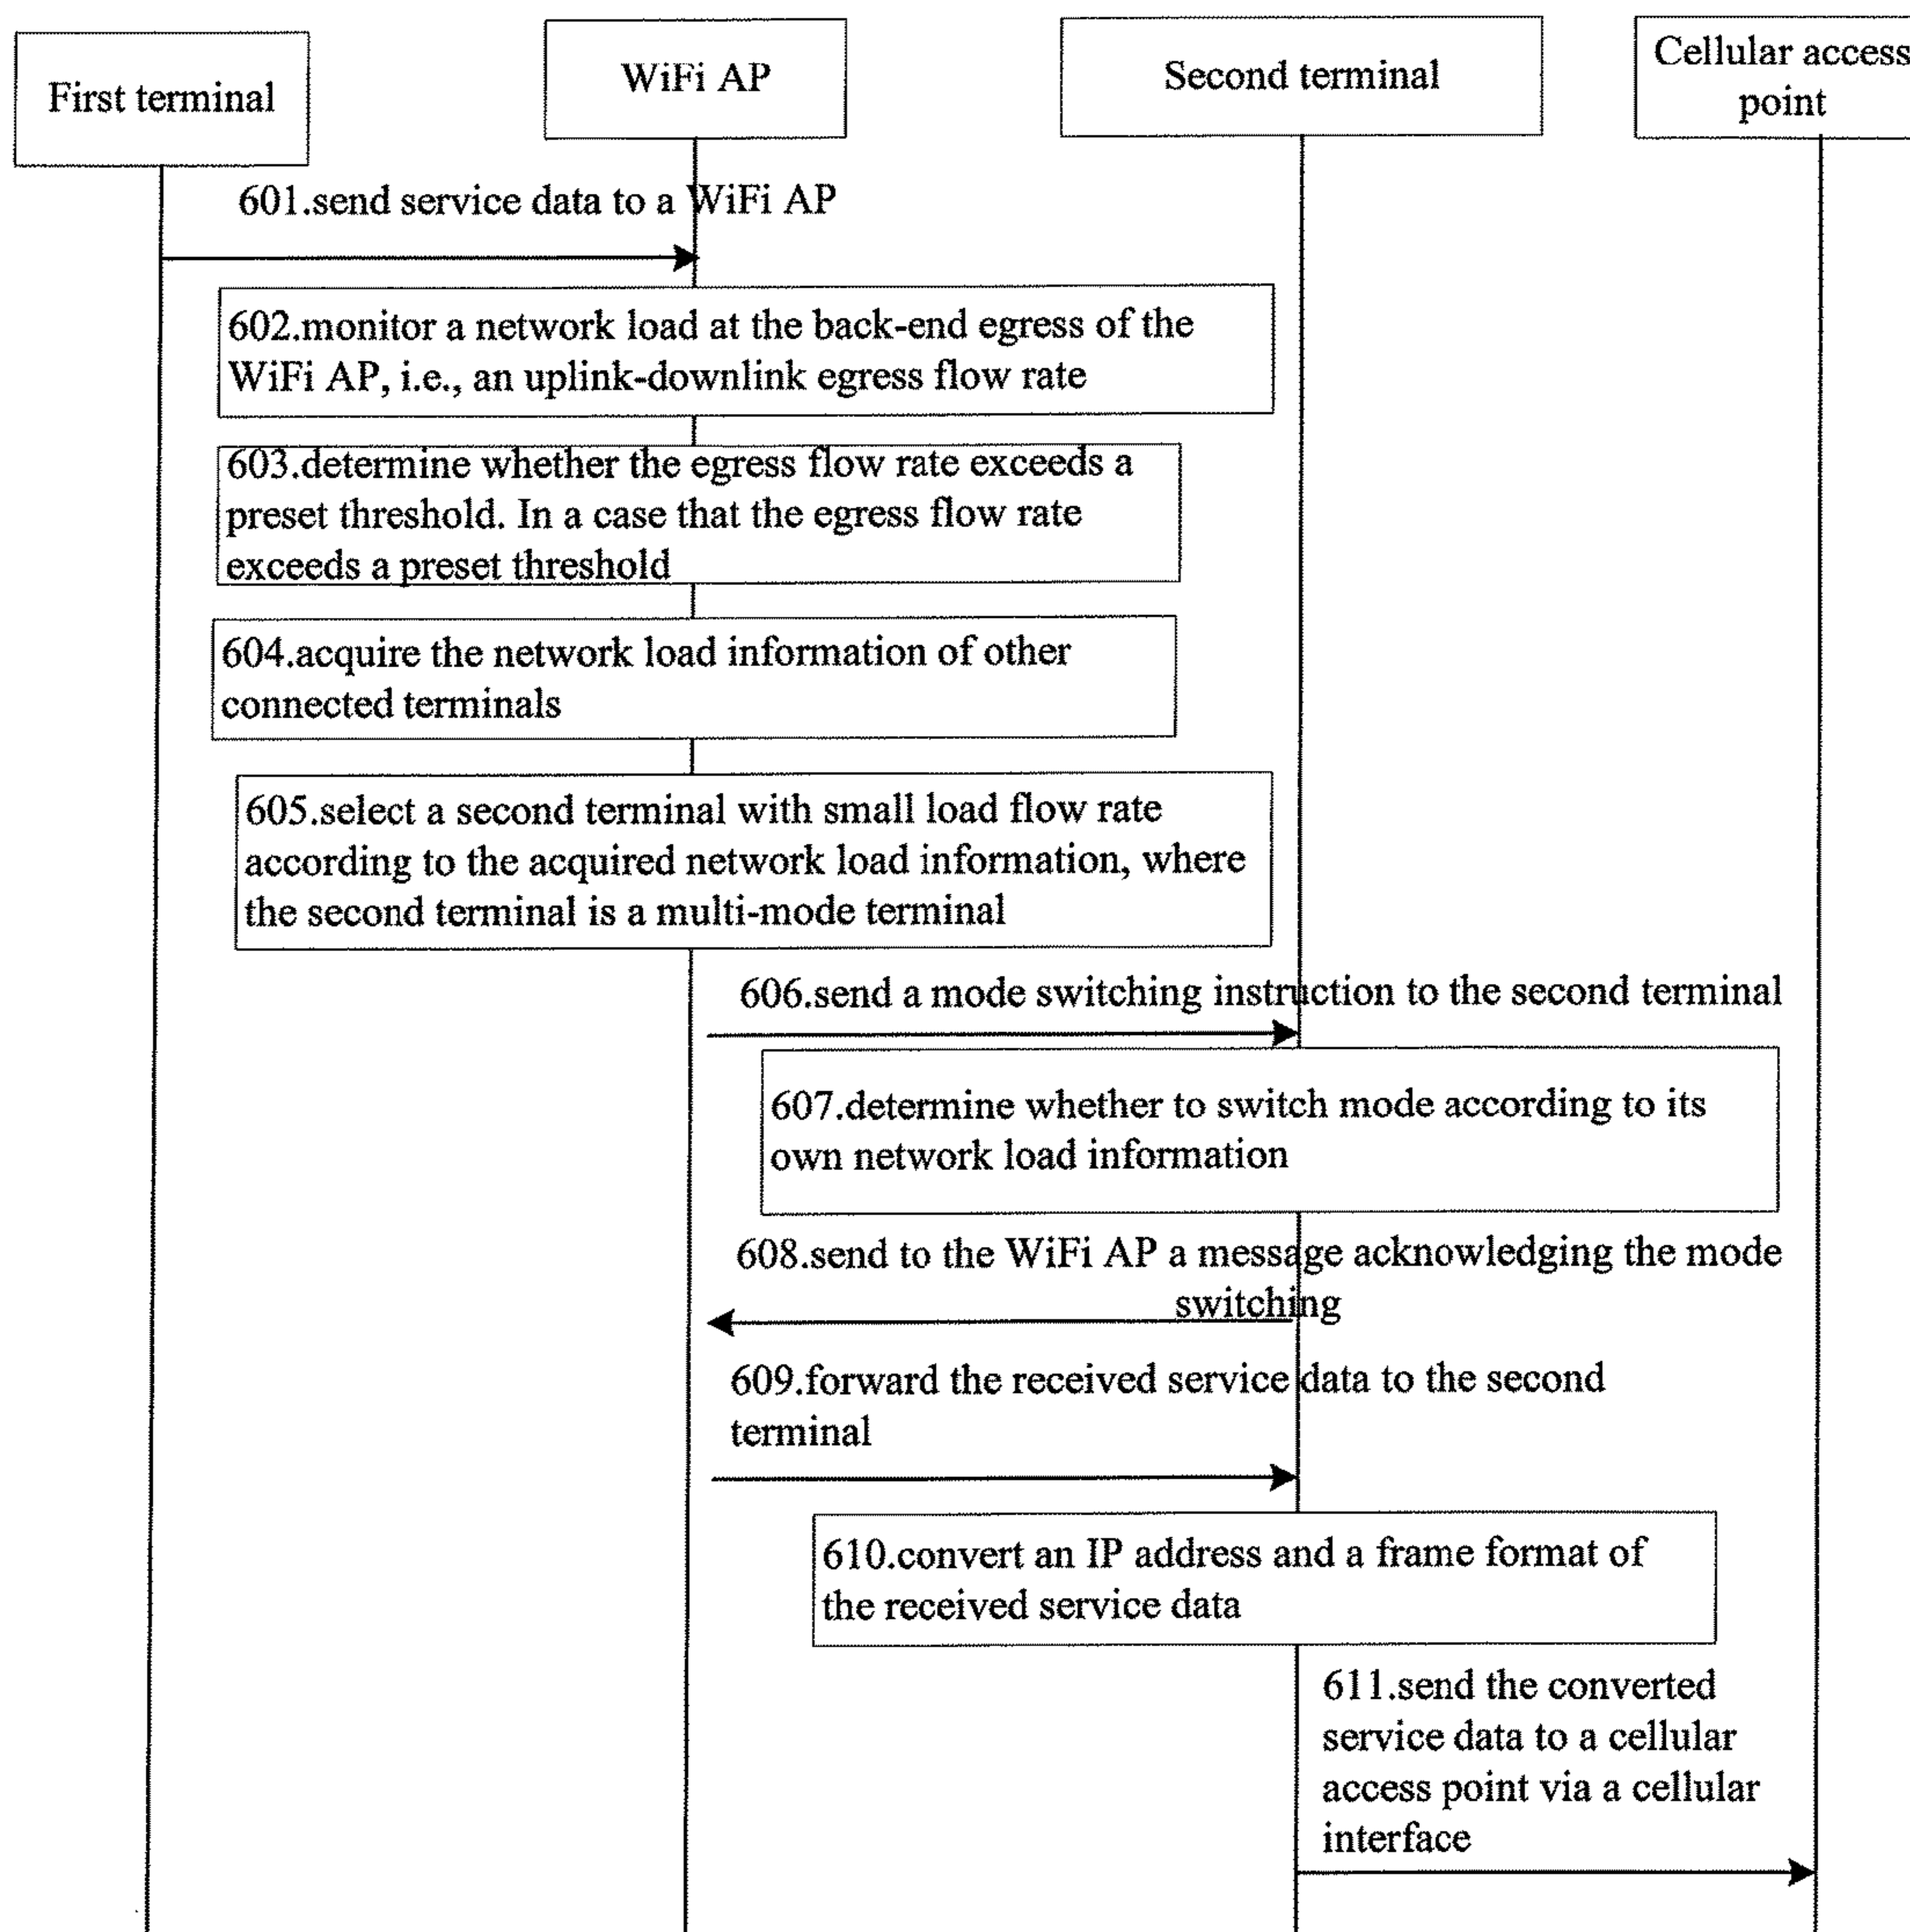 First terminal
WiFi AP
Second terminal
Cellular access
point
601.send service data to a WiFi AP
602.monitor a network load at the back-end egress of the
WiFi AP, i.e., an uplink-downlink egress flow rate
603.determine whether the egress flow rate exceeds a
preset threshold. In a case that the egress flow rate
exceeds a preset threshold
604.acquire the network load information of other
connected terminals
605.select a second terminal with small load flow rate
according to the acquired network load information, where
the second terminal is a multi-mode terminal
606.send a mode switching instruction to the second terminal
607.determine whether to switch mode according to its
own network load information
608.send to the WiFi AP a message acknowledging the mode
switching
609.forward the received service data to the second
terminal
610.convert an IP address and a frame format of
the received service data
611.send the converted
service data to a cellular
access point via a cellular
interface